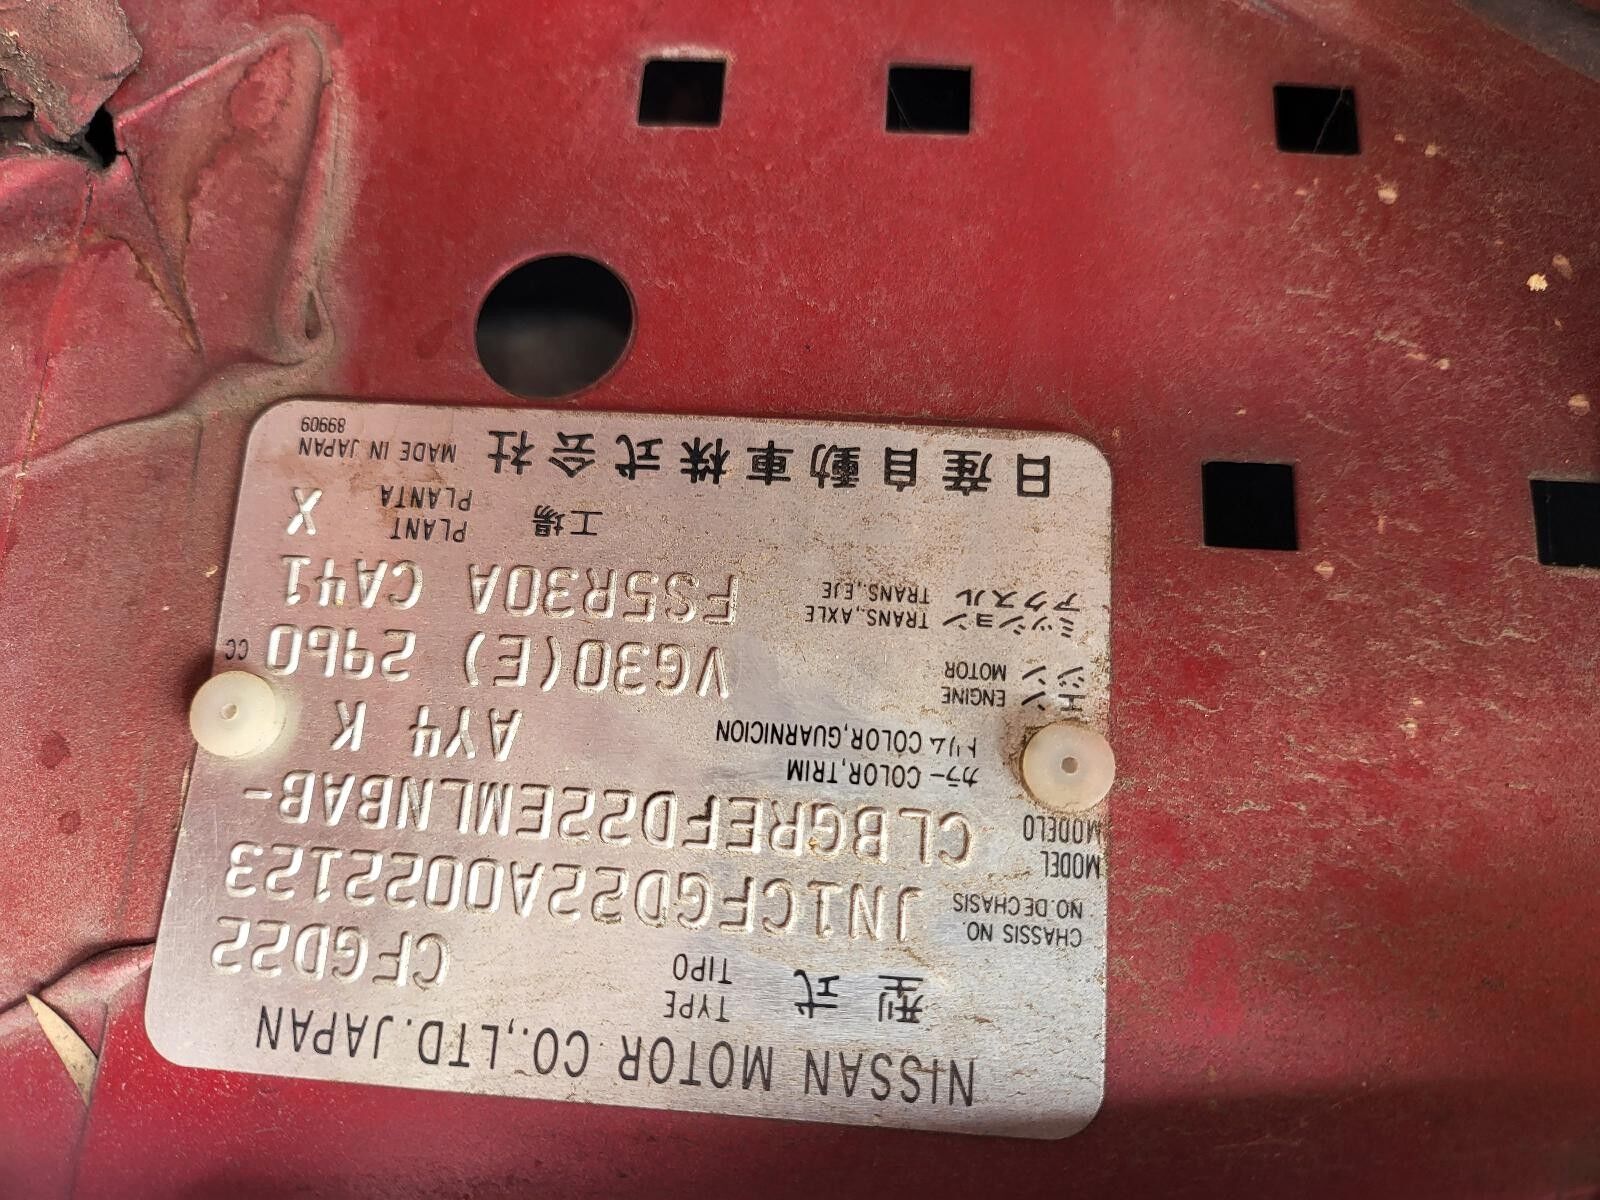 NISSAN MOTOR CO.,LTD.JAPAN
型式 TYPE TIPO CFGD22
CHASSIS NO. NO. DE CHASIS JN1CFGD22A0022123
MODEL MODELO CLBGREFD22EMLNBAB-
カラー COLOR,TRIM
トリム COLOR,GUARNICION AY4 K
エンジン ENGINE MOTOR VG30(E) 2960 CC
ミッション TRANS.,AXLE
アクスル TRANS.,EJE FS5R30A CA41
工場 PLANT PLANTA X
日産自動車株式会社 MADE IN JAPAN
89909